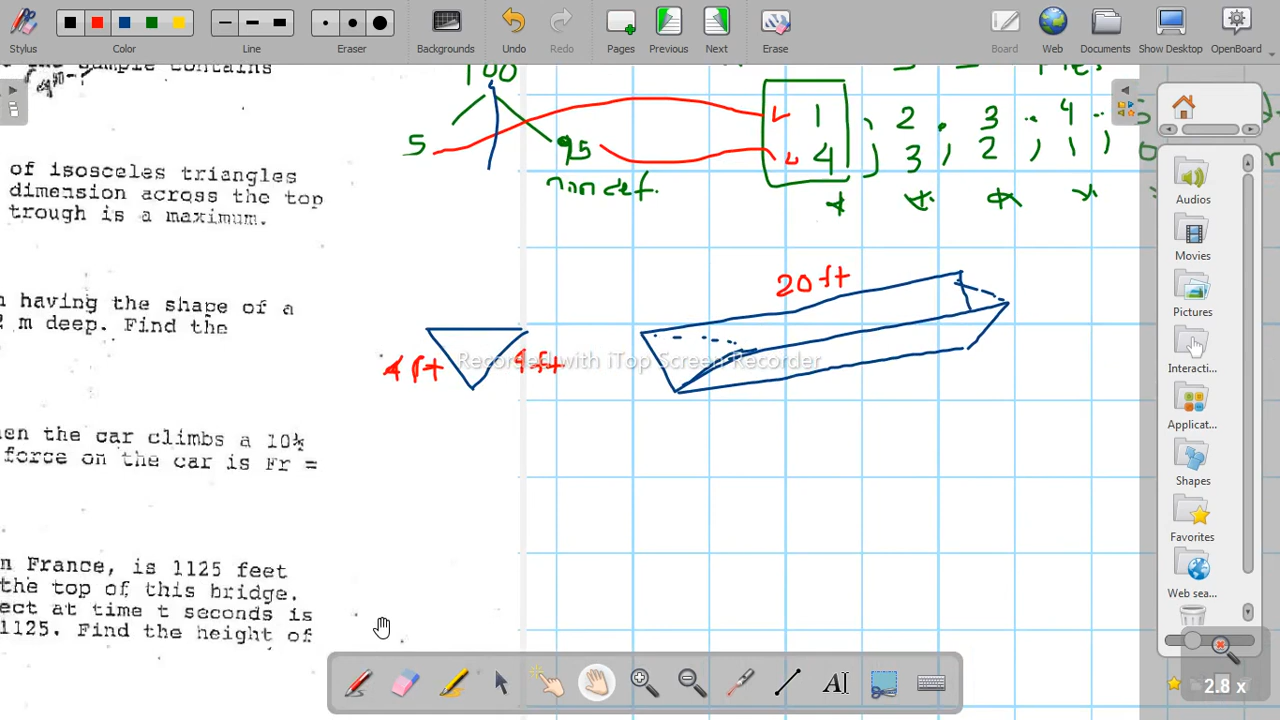 Stylus Color Line Eraser Backgrounds Undo Redo Pages Previous Next Erase Board Web Documents Show Desktop OpenBoard
the sample contains
100
5 95
non def.
1 , 2 , 3 , 4
4 , 3 , 2 , 1 ,
of isosceles triangles
dimension across the top
trough is a maximum.
20 ft
having the shape of a
m deep. Find the
4 ft 4 ft
Recorded with iTop Screen Recorder
the car climbs a 10%
force on the car is Fr =
n France, is 1125 feet
the top of this bridge.
ect at time t seconds is
1125. Find the height of
Audios
Movies
Pictures
Interacti...
Applicat...
Shapes
Favorites
Web sea...
2.8 x